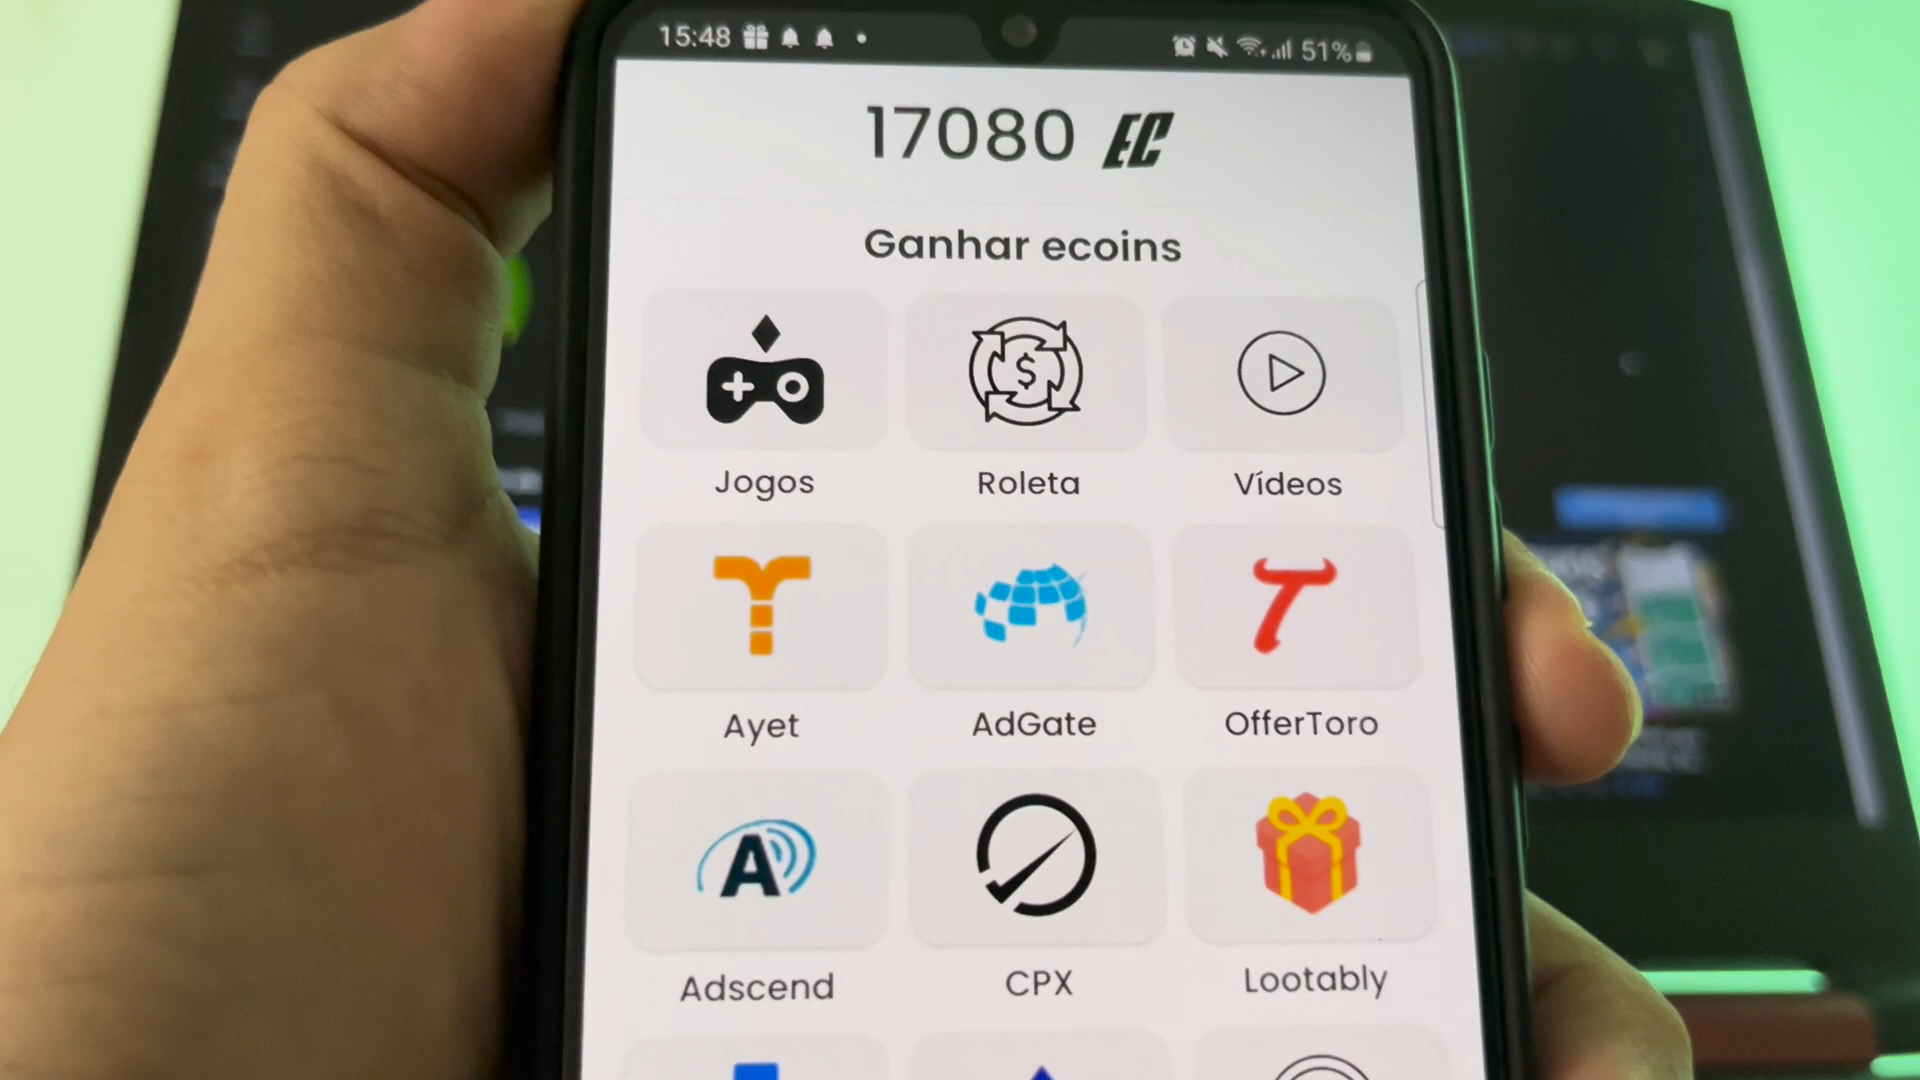 15:48 51%
17080 EC
Ganhar ecoins
Jogos Roleta Vídeos
Ayet AdGate OfferToro
Adscend CPX Lootably